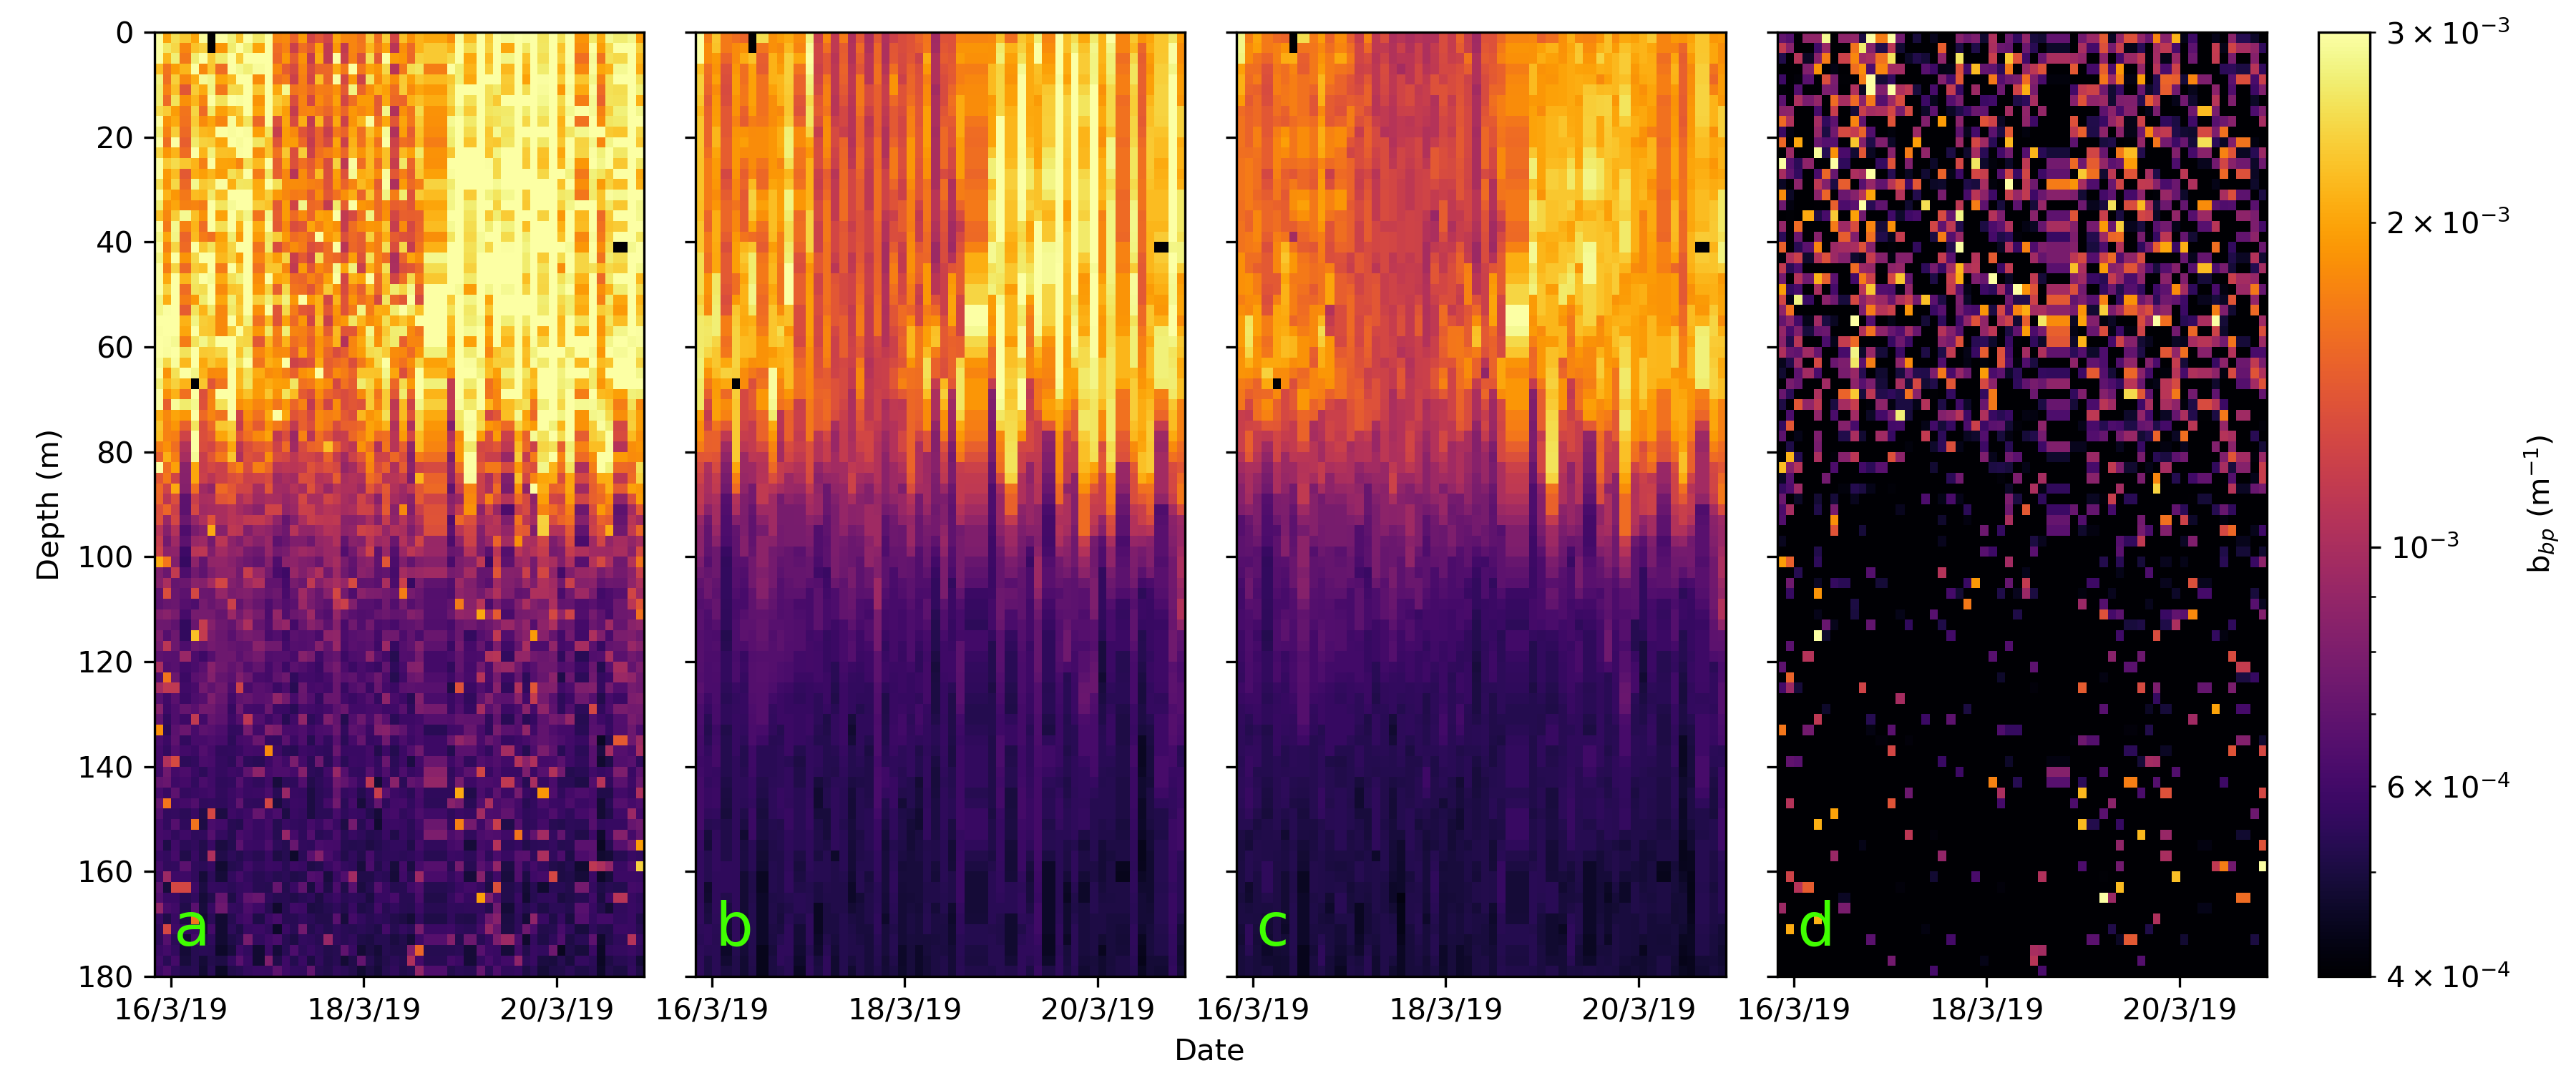 0
20
40
60
80
100
120
140
160
180
Depth (m)
a
b
c
d
16/3/19 18/3/19 20/3/19
16/3/19 18/3/19 20/3/19
16/3/19 18/3/19 20/3/19
16/3/19 18/3/19 20/3/19
Date
3 × 10⁻³
2 × 10⁻³
10⁻³
6 × 10⁻⁴
4 × 10⁻⁴
b_bp (m⁻¹)